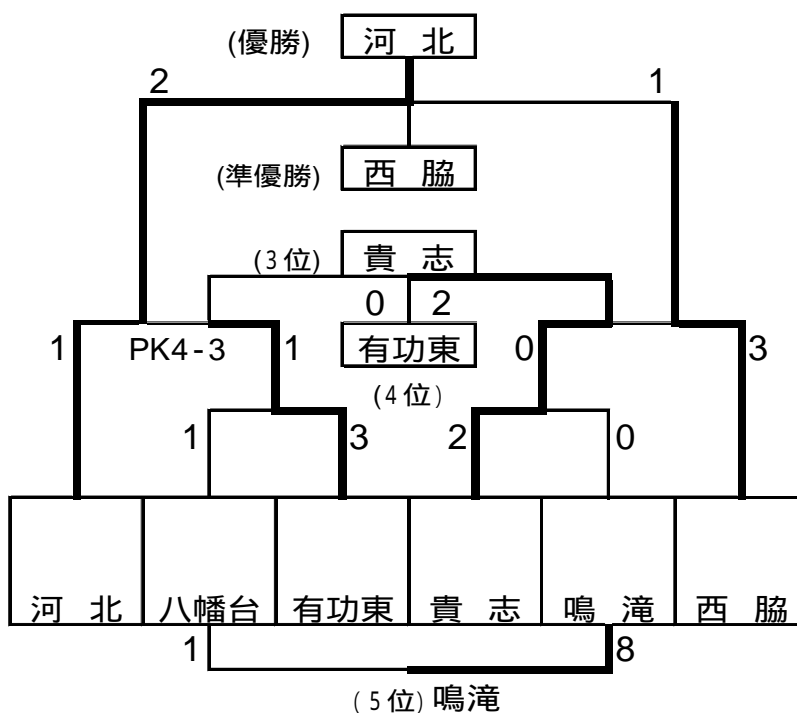 (優勝) 河 北
2 1
(準優勝) 西 脇
(3位) 貴 志
0 2
1 PK4-3 1 有功東 0 3
(4位)
1 3 2 0
河 北 八幡台 有功東 貴 志 鳴 滝 西 脇
1 8
(5位) 鳴滝